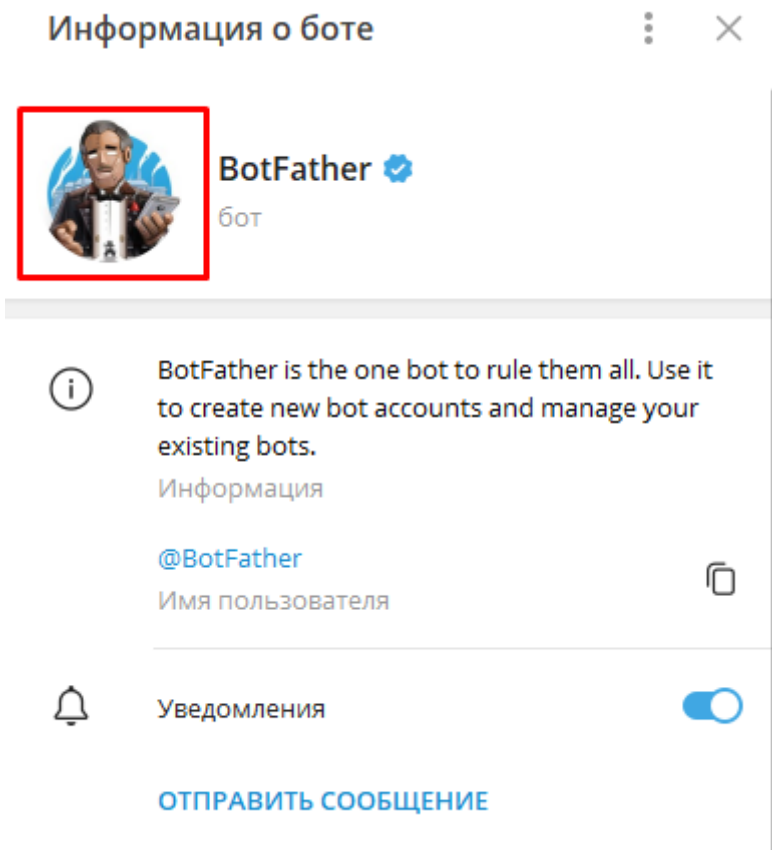 Информация о боте
BotFather
бот
BotFather is the one bot to rule them all. Use it
to create new bot accounts and manage your
existing bots.
Информация
@BotFather
Имя пользователя
Уведомления
ОТПРАВИТЬ СООБЩЕНИЕ